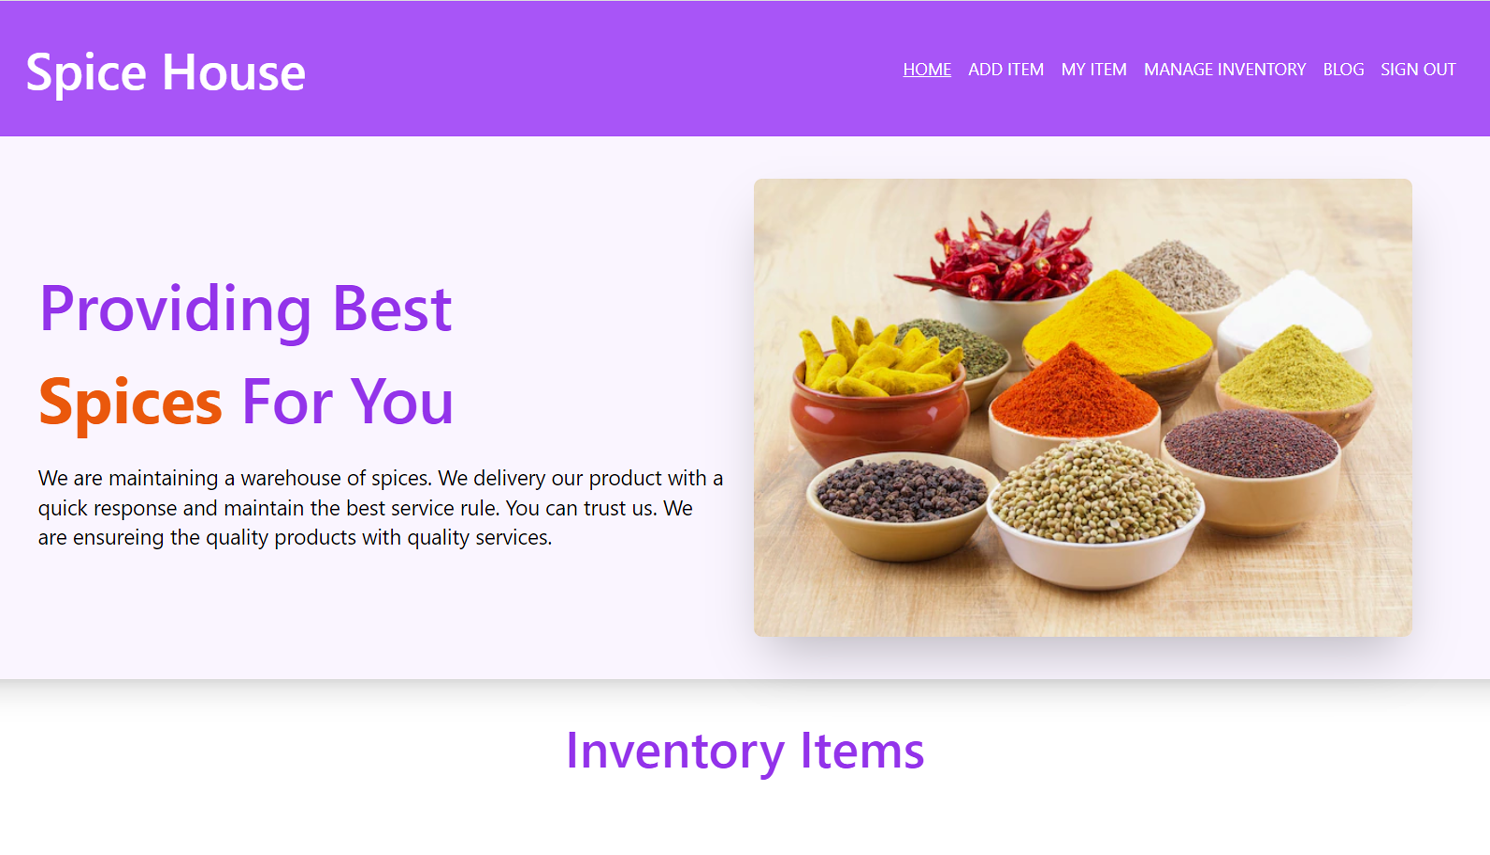 Spice House
HOME ADD ITEM MY ITEM MANAGE INVENTORY BLOG SIGN OUT
Providing Best
Spices For You
We are maintaining a warehouse of spices. We delivery our product with a
quick response and maintain the best service rule. You can trust us. We
are ensureing the quality products with quality services.
Inventory Items